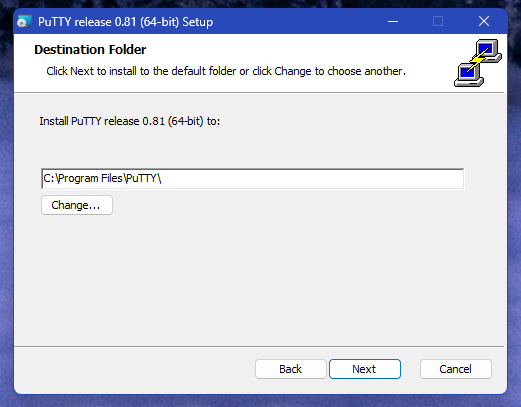 PuTTY release 0.81 (64-bit) Setup
Destination Folder
Click Next to install to the default folder or click Change to choose another.
Install PuTTY release 0.81 (64-bit) to:
C:\Program Files\PuTTY\
Change...
Back
Next
Cancel